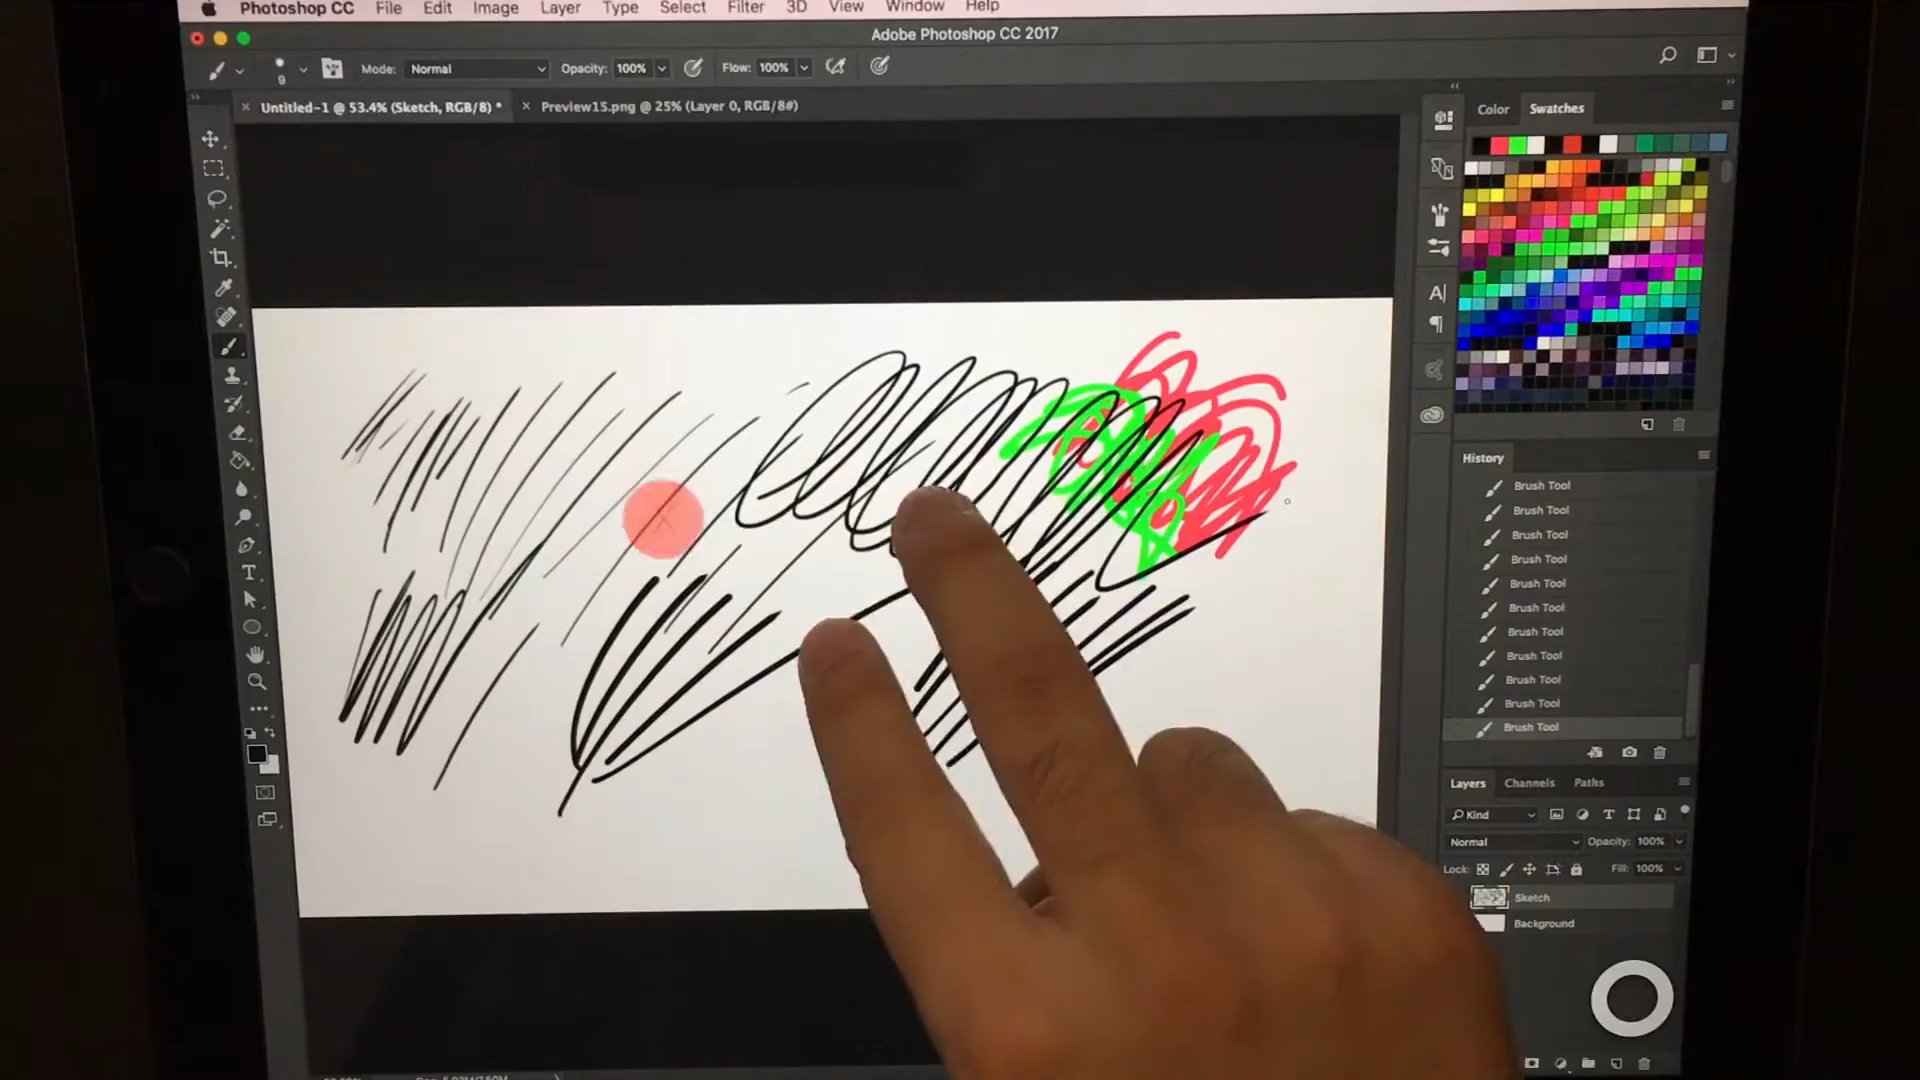 Photoshop CC File Edit Image Layer Type Select Filter 3D View Window Help
Adobe Photoshop CC 2017
9 Mode: Normal Opacity: 100% Flow: 100%
Untitled-1 @ 53.4% (Sketch, RGB/8) * Preview15.png @ 25% (Layer 0, RGB/8#)
Color Swatches
History
Brush Tool
Brush Tool
Brush Tool
Brush Tool
Brush Tool
Brush Tool
Brush Tool
Brush Tool
Brush Tool
Brush Tool
Brush Tool
Layers Channels Paths
Kind
Normal Opacity: 100%
Lock: Fill: 100%
Sketch
Background